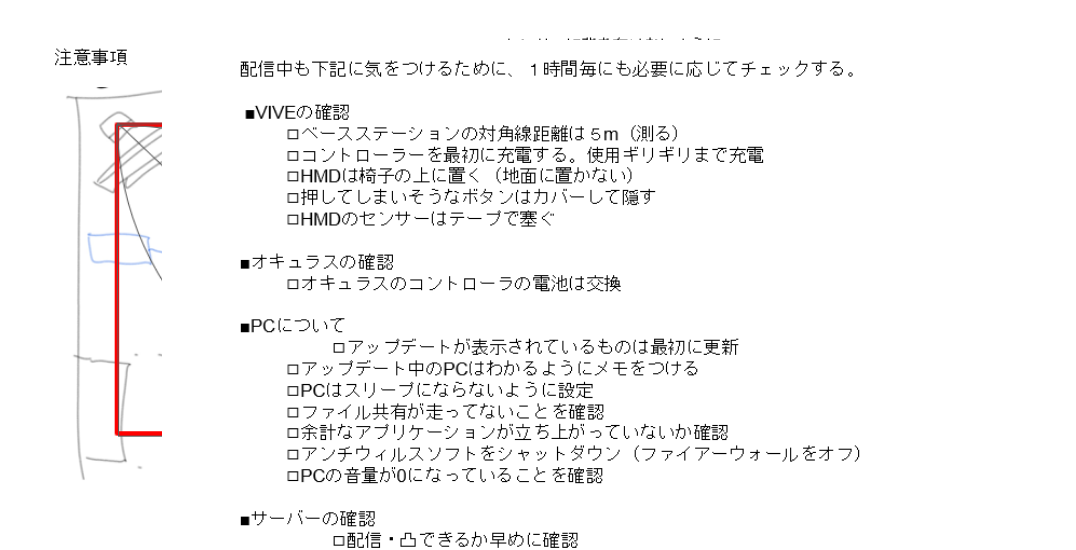 注意事項
配信中も下記に気をつけるために、1時間毎にも必要に応じてチェックする。
■VIVEの確認
□ベースステーションの対角線距離は5m（測る）
□コントローラーを最初に充電する。使用ギリギリまで充電
□HMDは椅子の上に置く（地面に置かない）
□押してしまいそうなボタンはカバーして隠す
□HMDのセンサーはテープで塞ぐ
■オキュラスの確認
□オキュラスのコントローラの電池は交換
■PCについて
□アップデートが表示されているものは最初に更新
□アップデート中のPCはわかるようにメモをつける
□PCはスリープにならないように設定
□ファイル共有が走ってないことを確認
□余計なアプリケーションが立ち上がっていないか確認
□アンチウィルスソフトをシャットダウン（ファイアーウォールをオフ）
□PCの音量が0になっていることを確認
■サーバーの確認
□配信・凸できるか早めに確認